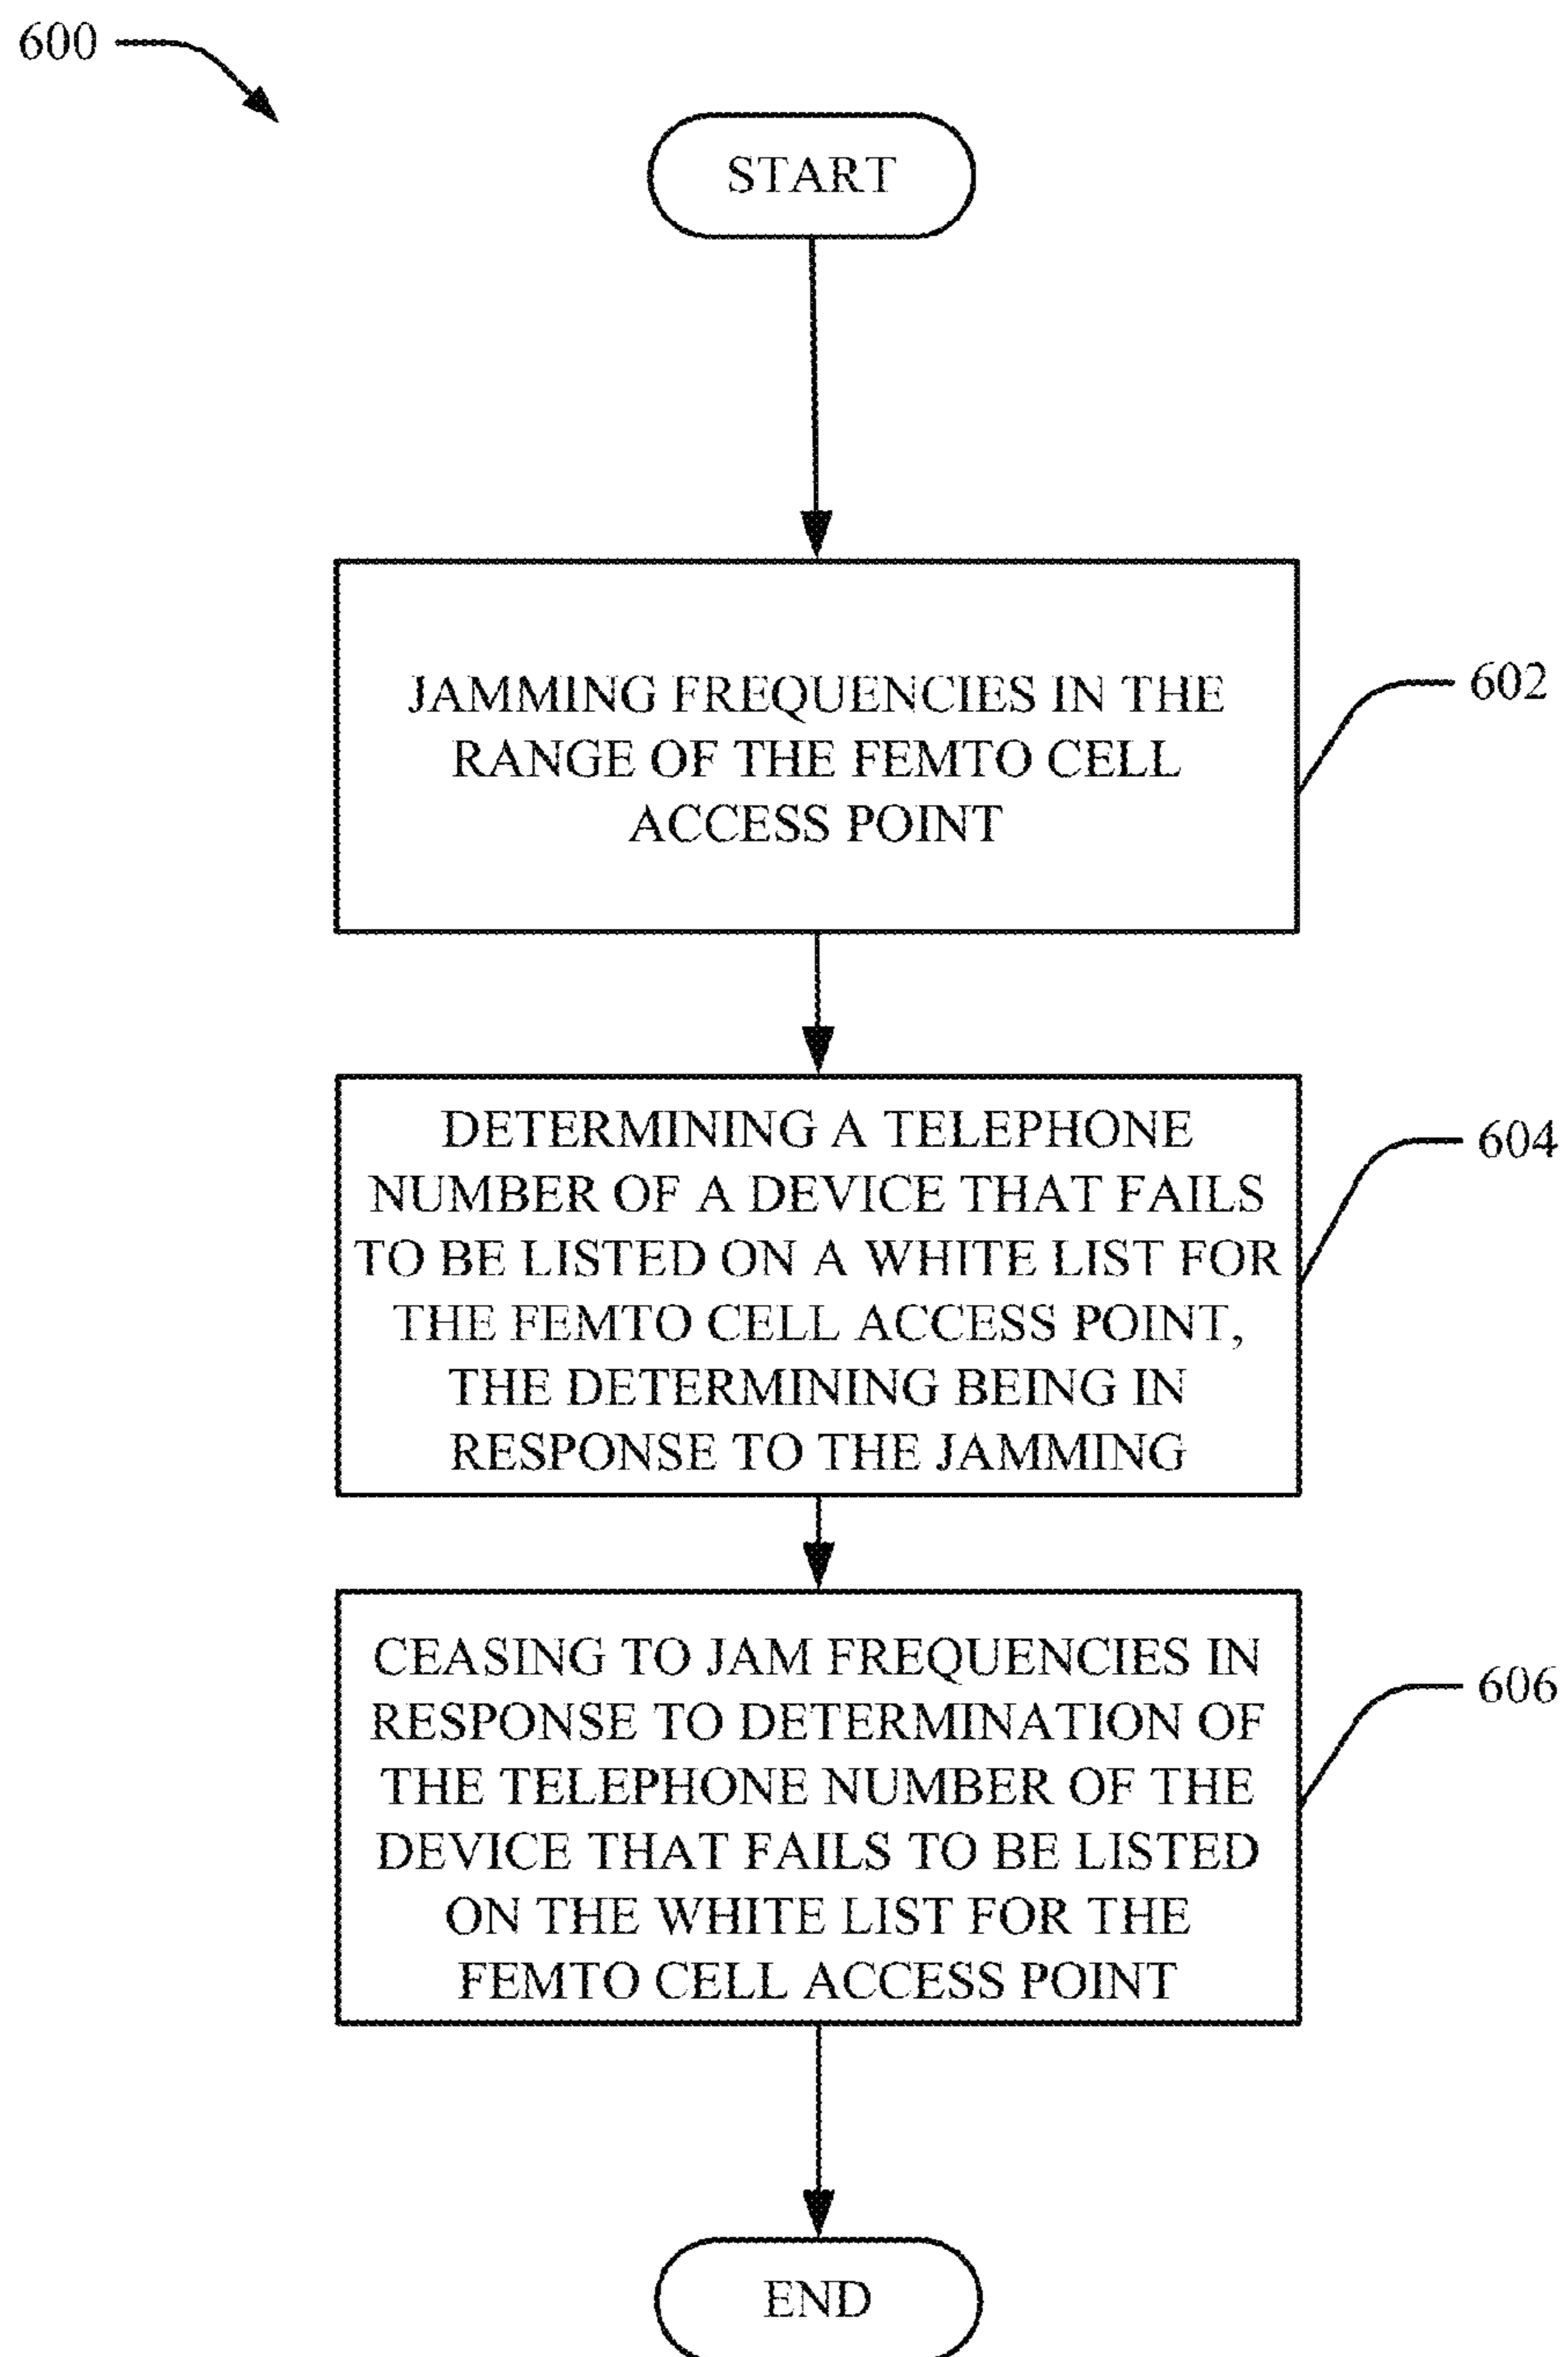 600
START
JAMMING FREQUENCIES IN THE
RANGE OF THE FEMTO CELL
ACCESS POINT
602
DETERMINING A TELEPHONE
NUMBER OF A DEVICE THAT FAILS
TO BE LISTED ON A WHITE LIST FOR
THE FEMTO CELL ACCESS POINT,
THE DETERMINING BEING IN
RESPONSE TO THE JAMMING
604
CEASING TO JAM FREQUENCIES IN
RESPONSE TO DETERMINATION OF
THE TELEPHONE NUMBER OF THE
DEVICE THAT FAILS TO BE LISTED
ON THE WHITE LIST FOR THE
FEMTO CELL ACCESS POINT
606
END